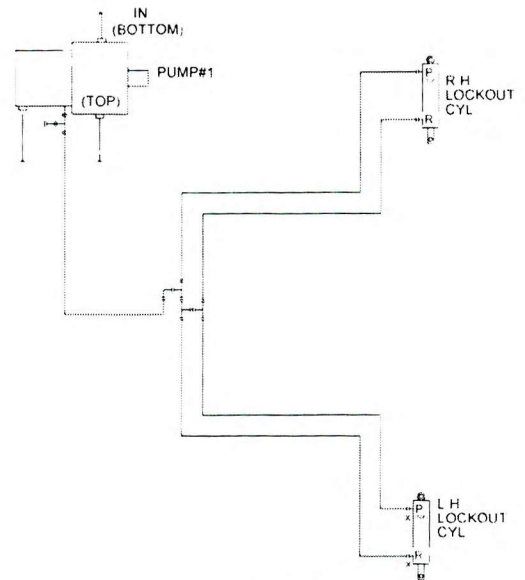 IN
(BOTTOM)
PUMP#1
(TOP)
P
R H
LOCKOUT
CYL
R
P
L H
LOCKOUT
CYL
R
x
x